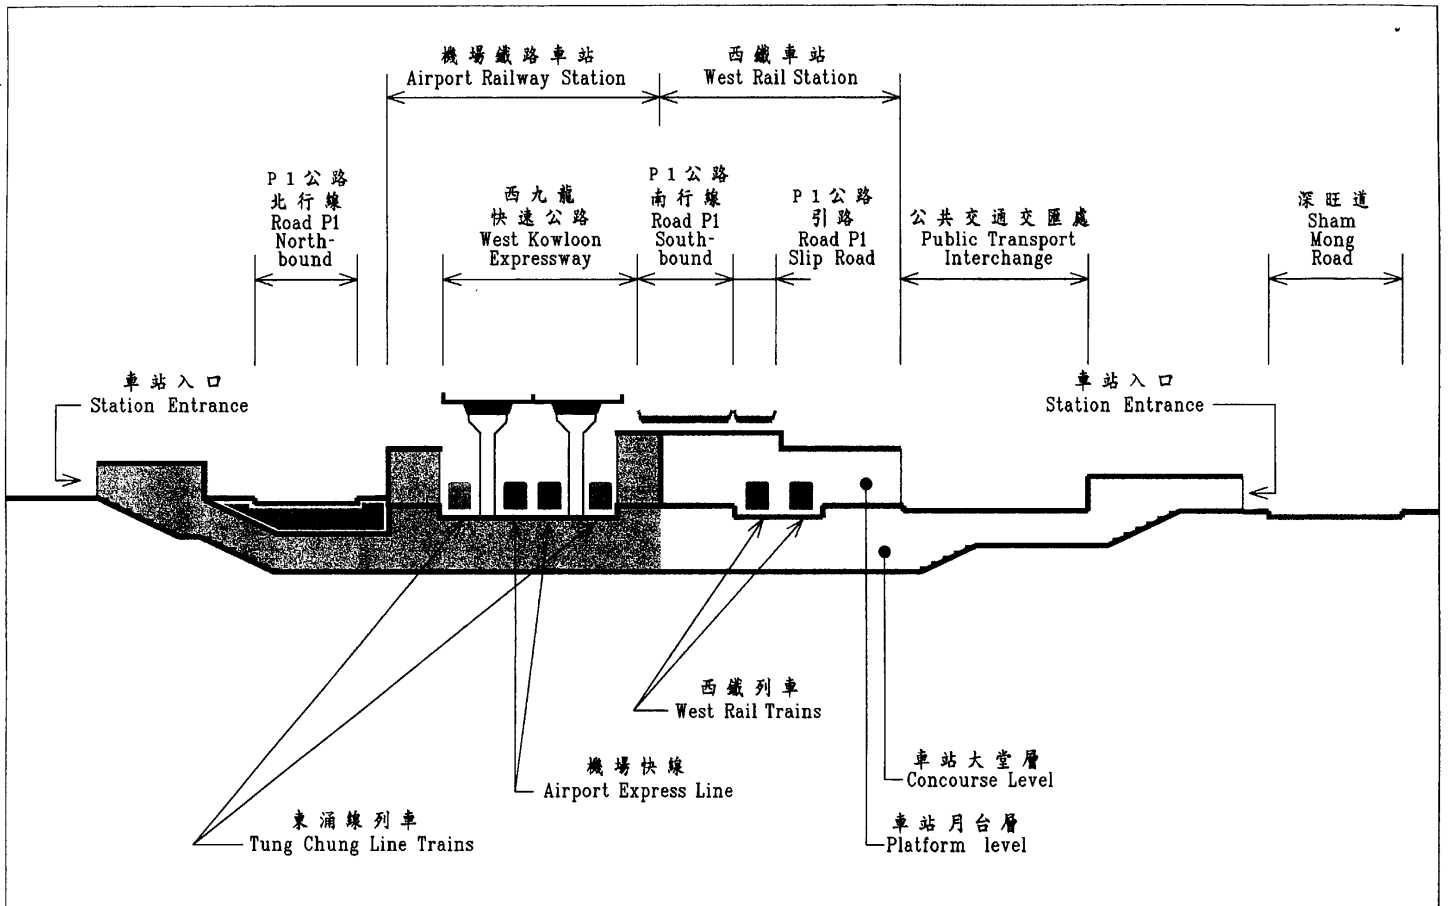 機場鐵路車站
Airport Railway Station
西鐵車站
West Rail Station
P1公路
北行線
Road P1
North-
bound
西九龍
快速公路
West Kowloon
Expressway
P1公路
南行線
Road P1
South-
bound
P1公路
引路
Road P1
Slip Road
公共交通交匯處
Public Transport
Interchange
深旺道
Sham
Mong
Road
車站入口
Station Entrance
車站入口
Station Entrance
西鐵列車
West Rail Trains
機場快線
Airport Express Line
車站大堂層
Concourse Level
東涌線列車
Tung Chung Line Trains
車站月台層
Platform level